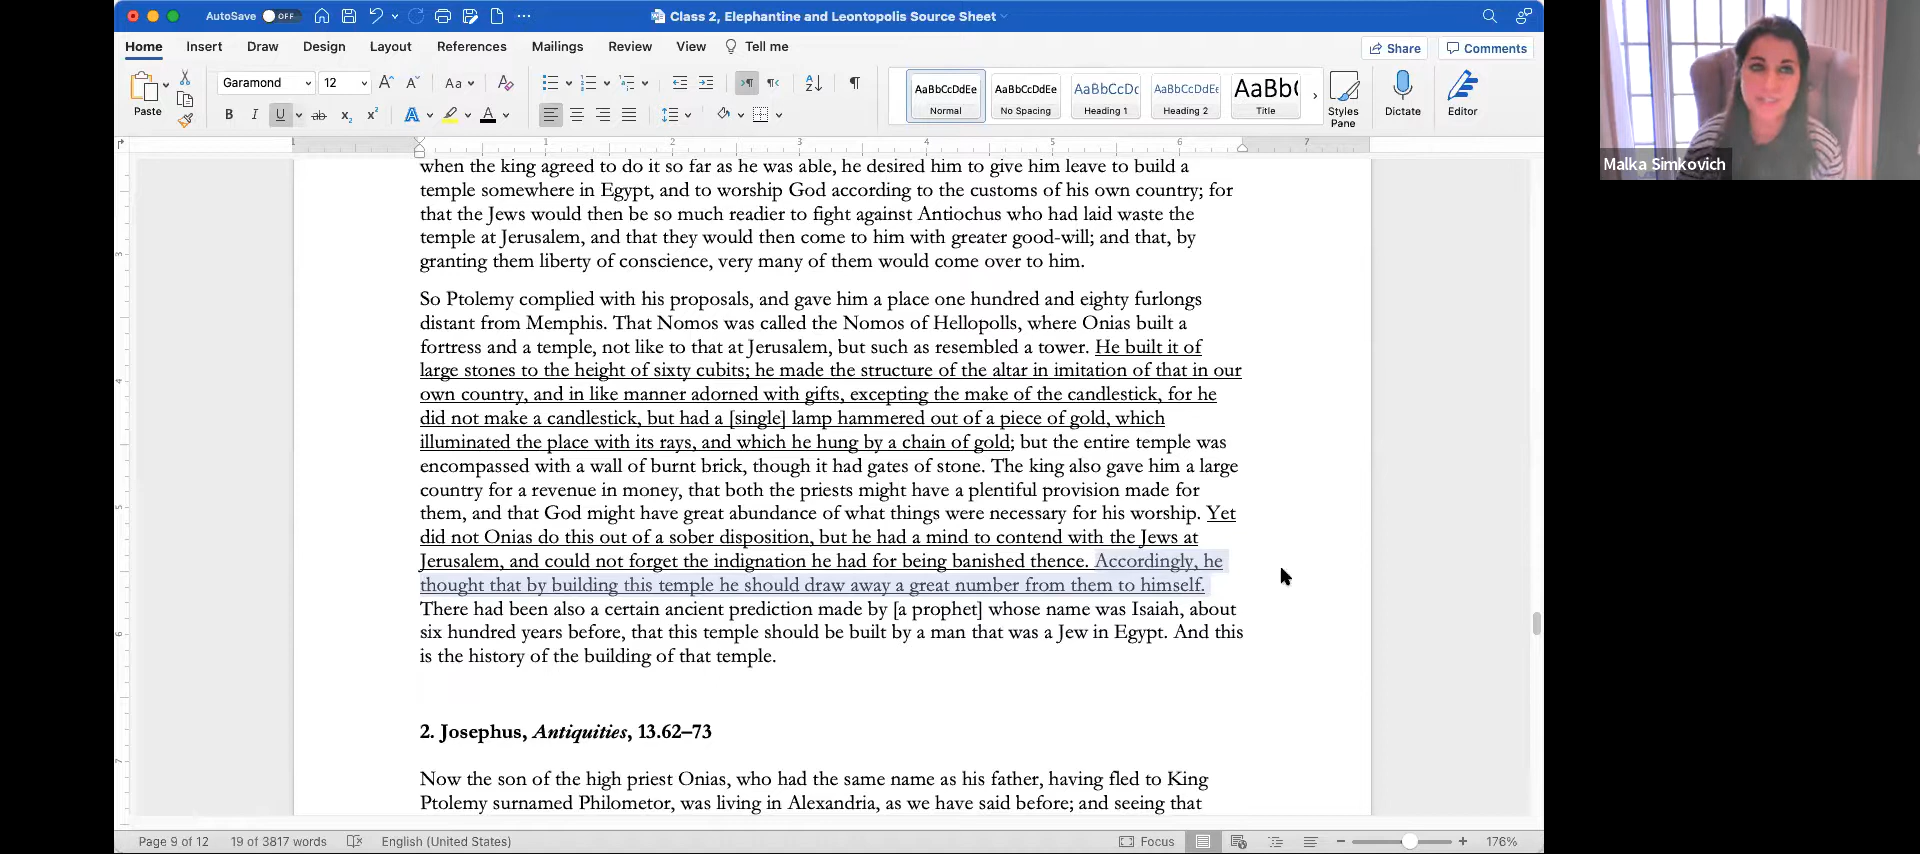 AutoSave OFF
Class 2, Elephantine and Leontopolis Source Sheet
Home Insert Draw Design Layout References Mailings Review View Tell me
Share Comments
Paste
Garamond 12
AaBbCcDdEe AaBbCcDdEe AaBbCcDc AaBbCcDdEe AaBb(
Normal No Spacing Heading 1 Heading 2 Title
Styles Pane Dictate Editor
Malka Simkovich
1 1 2 3 4 5 6 7
when the king agreed to do it so far as he was able, he desired him to give him leave to build a
temple somewhere in Egypt, and to worship God according to the customs of his own country; for
that the Jews would then be so much readier to fight against Antiochus who had laid waste the
temple at Jerusalem, and that they would then come to him with greater good-will; and that, by
granting them liberty of conscience, very many of them would come over to him.
So Ptolemy complied with his proposals, and gave him a place one hundred and eighty furlongs
distant from Memphis. That Nomos was called the Nomos of Hellopolls, where Onias built a
fortress and a temple, not like to that at Jerusalem, but such as resembled a tower. He built it of
large stones to the height of sixty cubits; he made the structure of the altar in imitation of that in our
own country, and in like manner adorned with gifts, excepting the make of the candlestick, for he
did not make a candlestick, but had a [single] lamp hammered out of a piece of gold, which
illuminated the place with its rays, and which he hung by a chain of gold; but the entire temple was
encompassed with a wall of burnt brick, though it had gates of stone. The king also gave him a large
country for a revenue in money, that both the priests might have a plentiful provision made for
them, and that God might have great abundance of what things were necessary for his worship. Yet
did not Onias do this out of a sober disposition, but he had a mind to contend with the Jews at
Jerusalem, and could not forget the indignation he had for being banished thence. Accordingly, he
thought that by building this temple he should draw away a great number from them to himself.
There had been also a certain ancient prediction made by [a prophet] whose name was Isaiah, about
six hundred years before, that this temple should be built by a man that was a Jew in Egypt. And this
is the history of the building of that temple.
2. Josephus, Antiquities, 13.62–73
Now the son of the high priest Onias, who had the same name as his father, having fled to King
Ptolemy surnamed Philometor, was living in Alexandria, as we have said before; and seeing that
Page 9 of 12 19 of 3817 words English (United States) Focus 176%